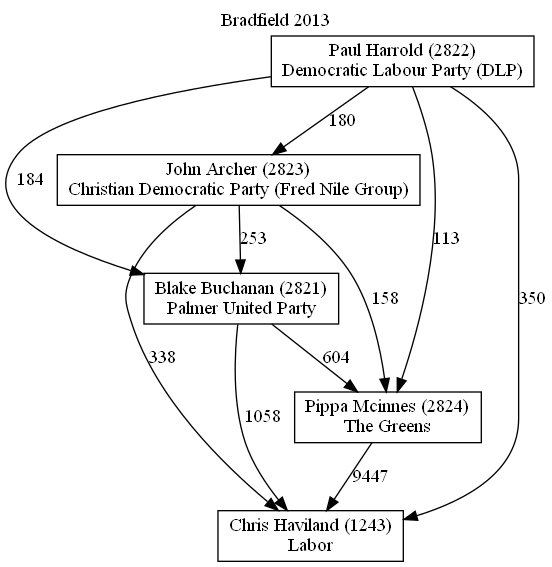 Bradfield 2013
Paul Harrold (2822)
Democratic Labour Party (DLP)
180
John Archer (2823)
Christian Democratic Party (Fred Nile Group)
184
253
113
Blake Buchanan (2821)
Palmer United Party
158
350
338
604
Pippa Mcinnes (2824)
The Greens
1058
9447
Chris Haviland (1243)
Labor